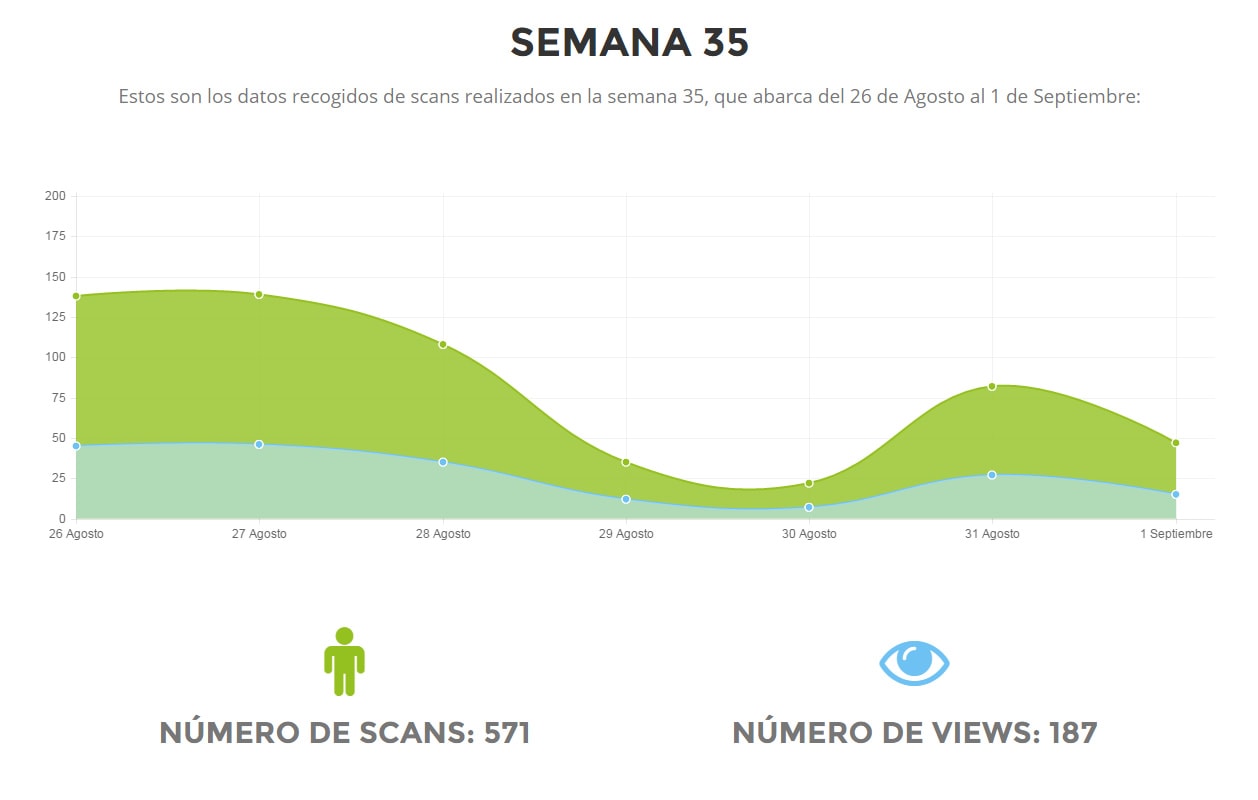 SEMANA 35
Estos son los datos recogidos de scans realizados en la semana 35, que abarca del 26 de Agosto al 1 de Septiembre:
200
175
150
125
100
75
50
25
0
26 Agosto 27 Agosto 28 Agosto 29 Agosto 30 Agosto 31 Agosto 1 Septiembre
NÚMERO DE SCANS: 571
NÚMERO DE VIEWS: 187